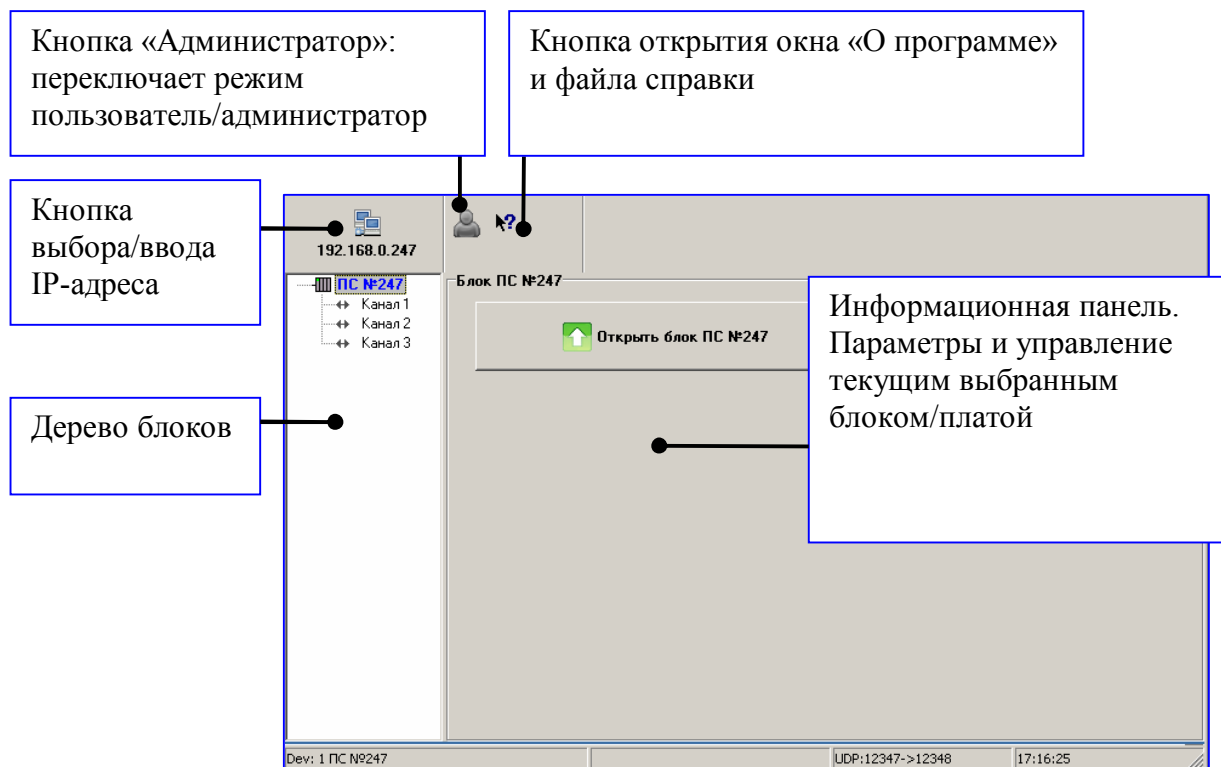 Кнопка «Администратор»:
переключает режим
пользователь/администратор
Кнопка открытия окна «О программе»
и файла справки
Кнопка
выбора/ввода
IP-адреса
192.168.0.247
?
ПС №247
Канал 1
Канал 2
Канал 3
Блок ПС №247
Открыть блок ПС №247
Информационная панель.
Параметры и управление
текущим выбранным
блоком/платой
Дерево блоков
Dev: 1 ПС №247
UDP:12347->12348
17:16:25